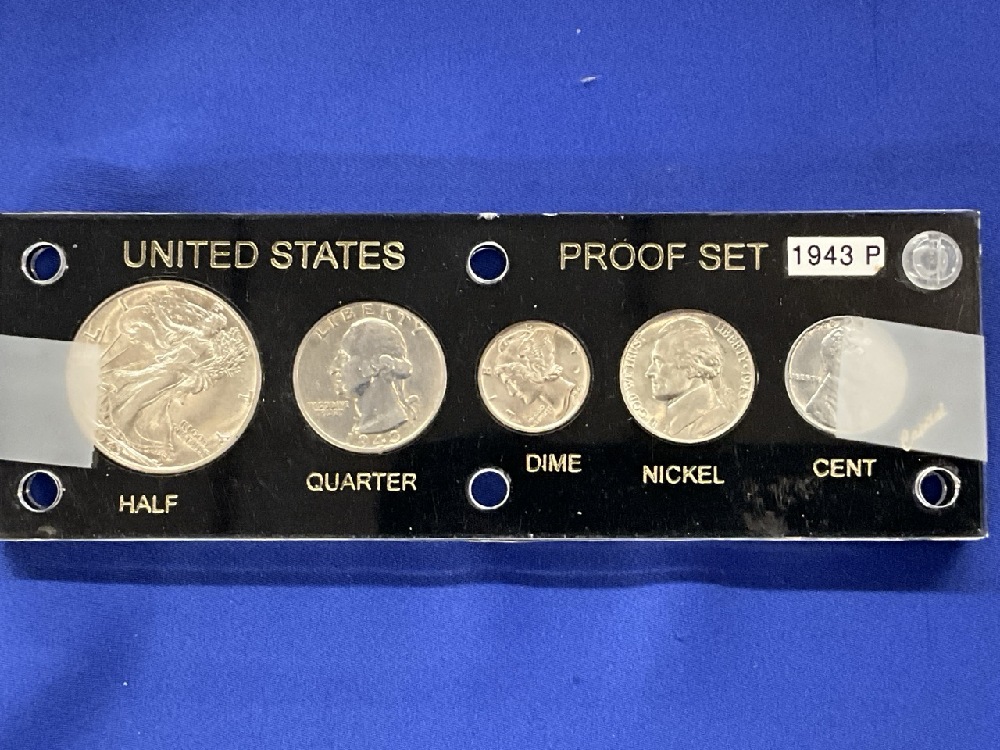 UNITED STATES PROOF SET 1943 P
HALF QUARTER DIME NICKEL CENT
LIBERTY